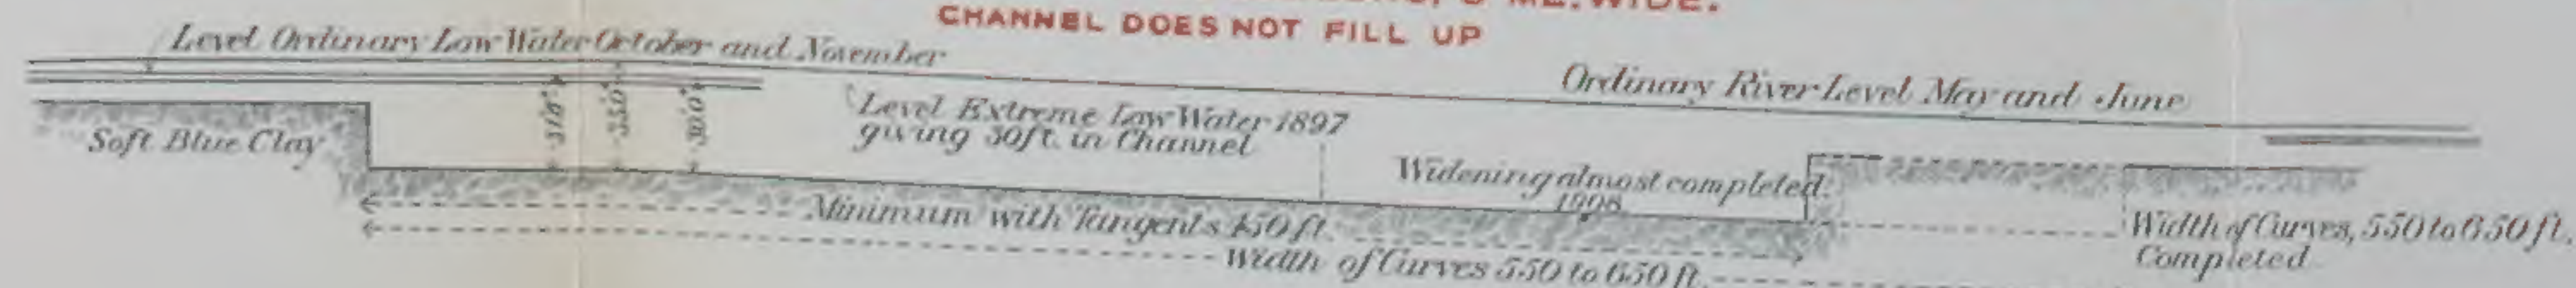 WIDE.
CHANNEL DOES NOT FILL UP
Level Ordinary Low Water October and November
Ordinary River Level May and June
Level Extreme Low Water 1897
giving 30ft. in Channel
Soft Blue Clay
35'0"
30'0"
Widening almost completed.
1908
Minimum with Tangents 450 ft.
Width of Curves 550 to 650 ft.
Width of Curves, 550 to 650 ft.
Completed